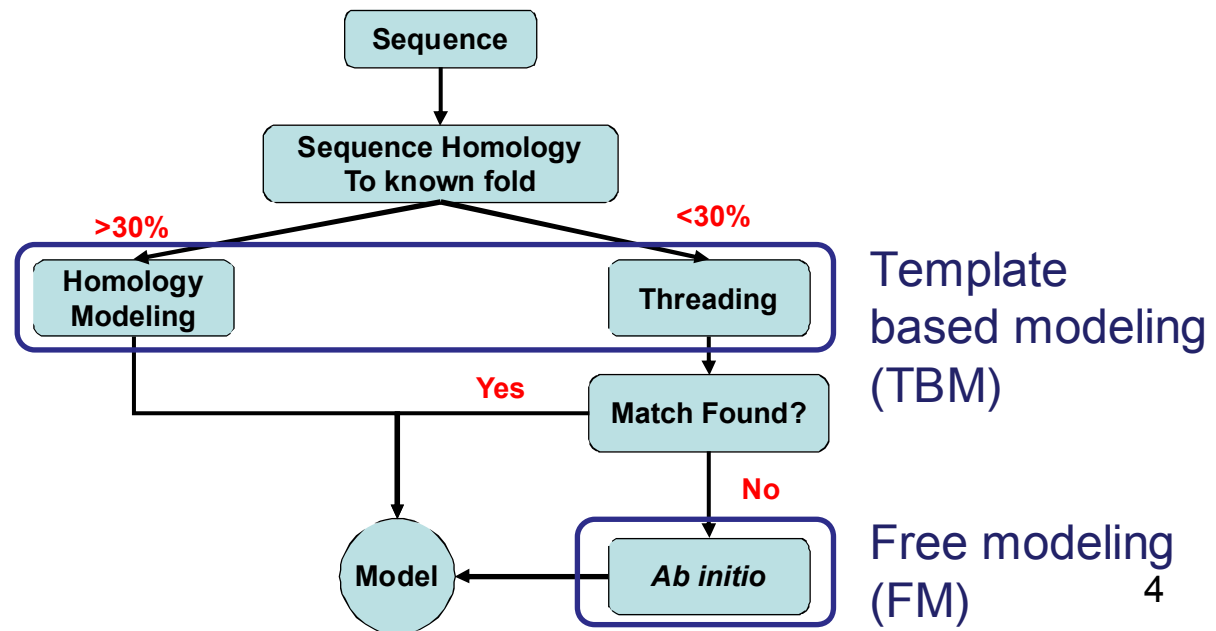 Sequence
Sequence Homology
To known fold
>30%
<30%
Homology
Modeling
Threading
Template
based modeling
(TBM)
Yes
Match Found?
No
Model
Ab initio
Free modeling
(FM)
4